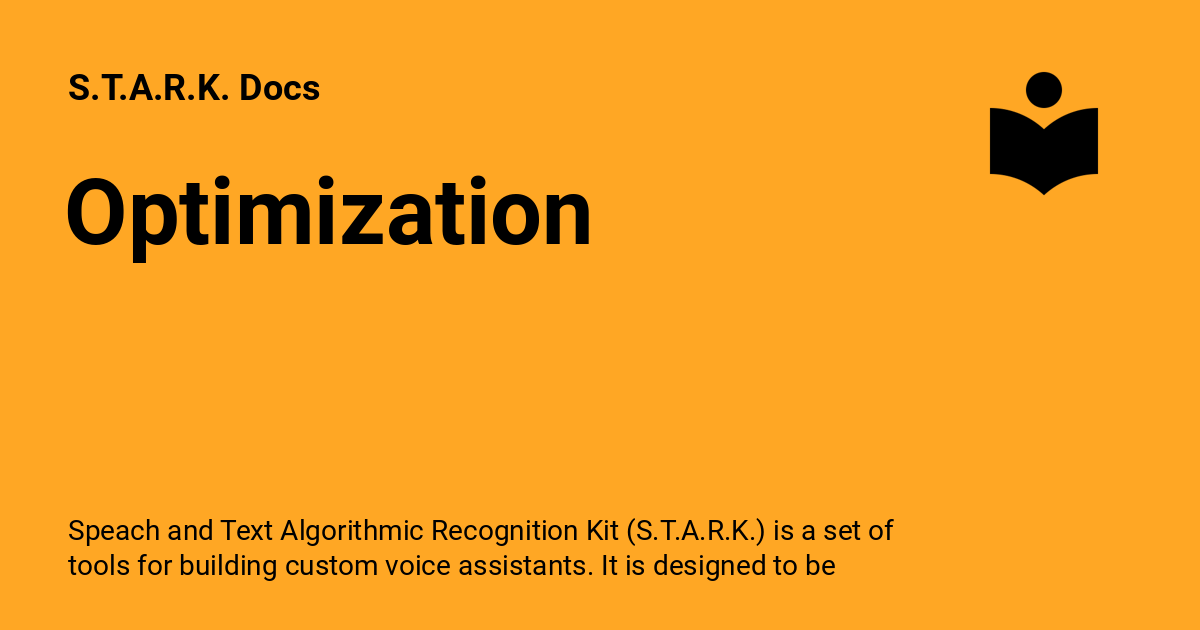 S.T.A.R.K. Docs
Optimization
Speach and Text Algorithmic Recognition Kit (S.T.A.R.K.) is a set of
tools for building custom voice assistants. It is designed to be